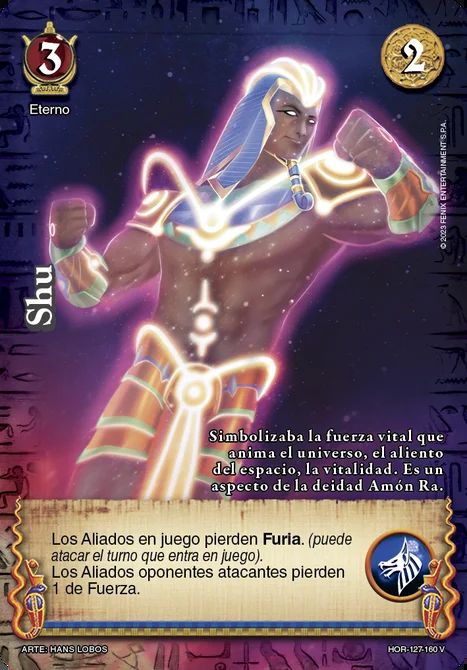 3
2
Eterno
© 2023 FENIX ENTERTAINMENT S.P.A.
Shu
Simbolizaba la fuerza vital que
anima el universo, el aliento
del espacio, la vitalidad. Es un
aspecto de la deidad Amón Ra.
Los Aliados en juego pierden Furia. (puede
atacar el turno que entra en juego).
Los Aliados oponentes atacantes pierden
1 de Fuerza.
ARTE: HANS LOBOS
HOR-127-160 V